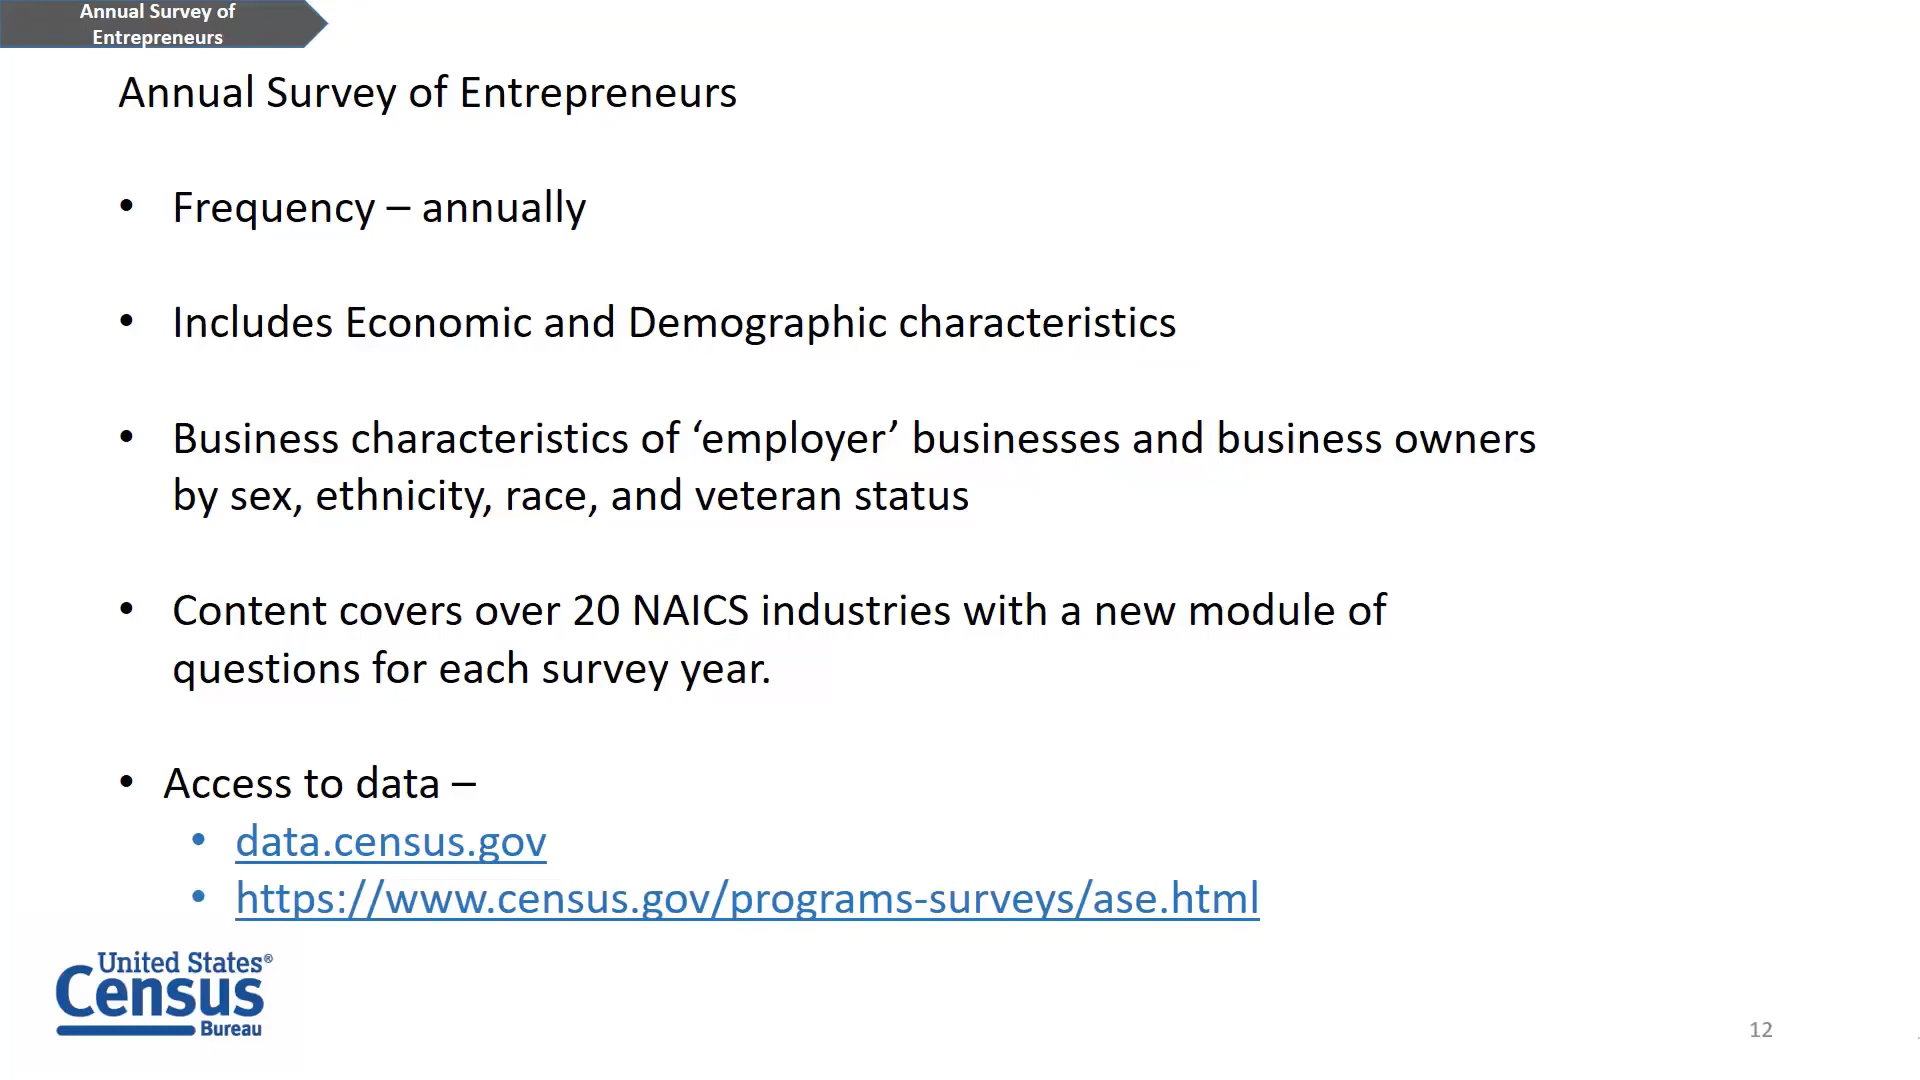 Annual Survey of
Entrepreneurs
Annual Survey of Entrepreneurs
• Frequency – annually
• Includes Economic and Demographic characteristics
• Business characteristics of ‘employer’ businesses and business owners
by sex, ethnicity, race, and veteran status
• Content covers over 20 NAICS industries with a new module of
questions for each survey year.
• Access to data –
• data.census.gov
• https://www.census.gov/programs-surveys/ase.html
United States®
Census
Bureau
12